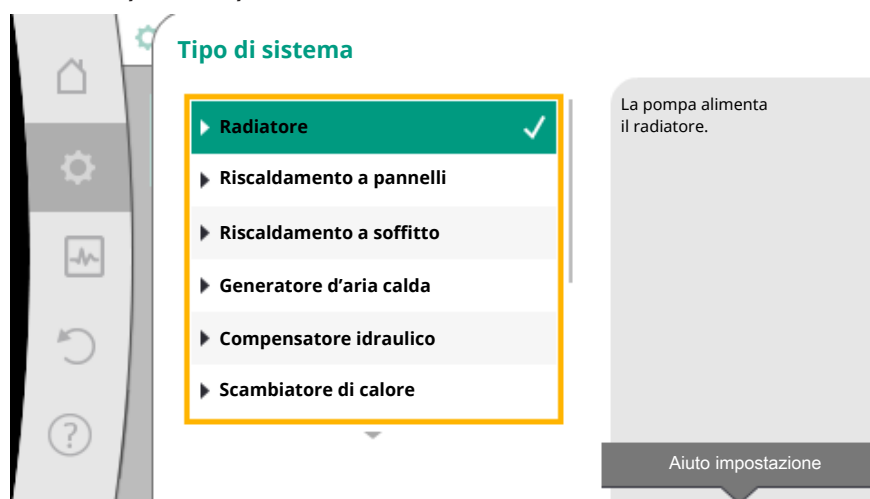 Tipo di sistema
Radiatore
Riscaldamento a pannelli
Riscaldamento a soffitto
Generatore d’aria calda
Compensatore idraulico
Scambiatore di calore
La pompa alimenta
il radiatore.
Aiuto impostazione
?